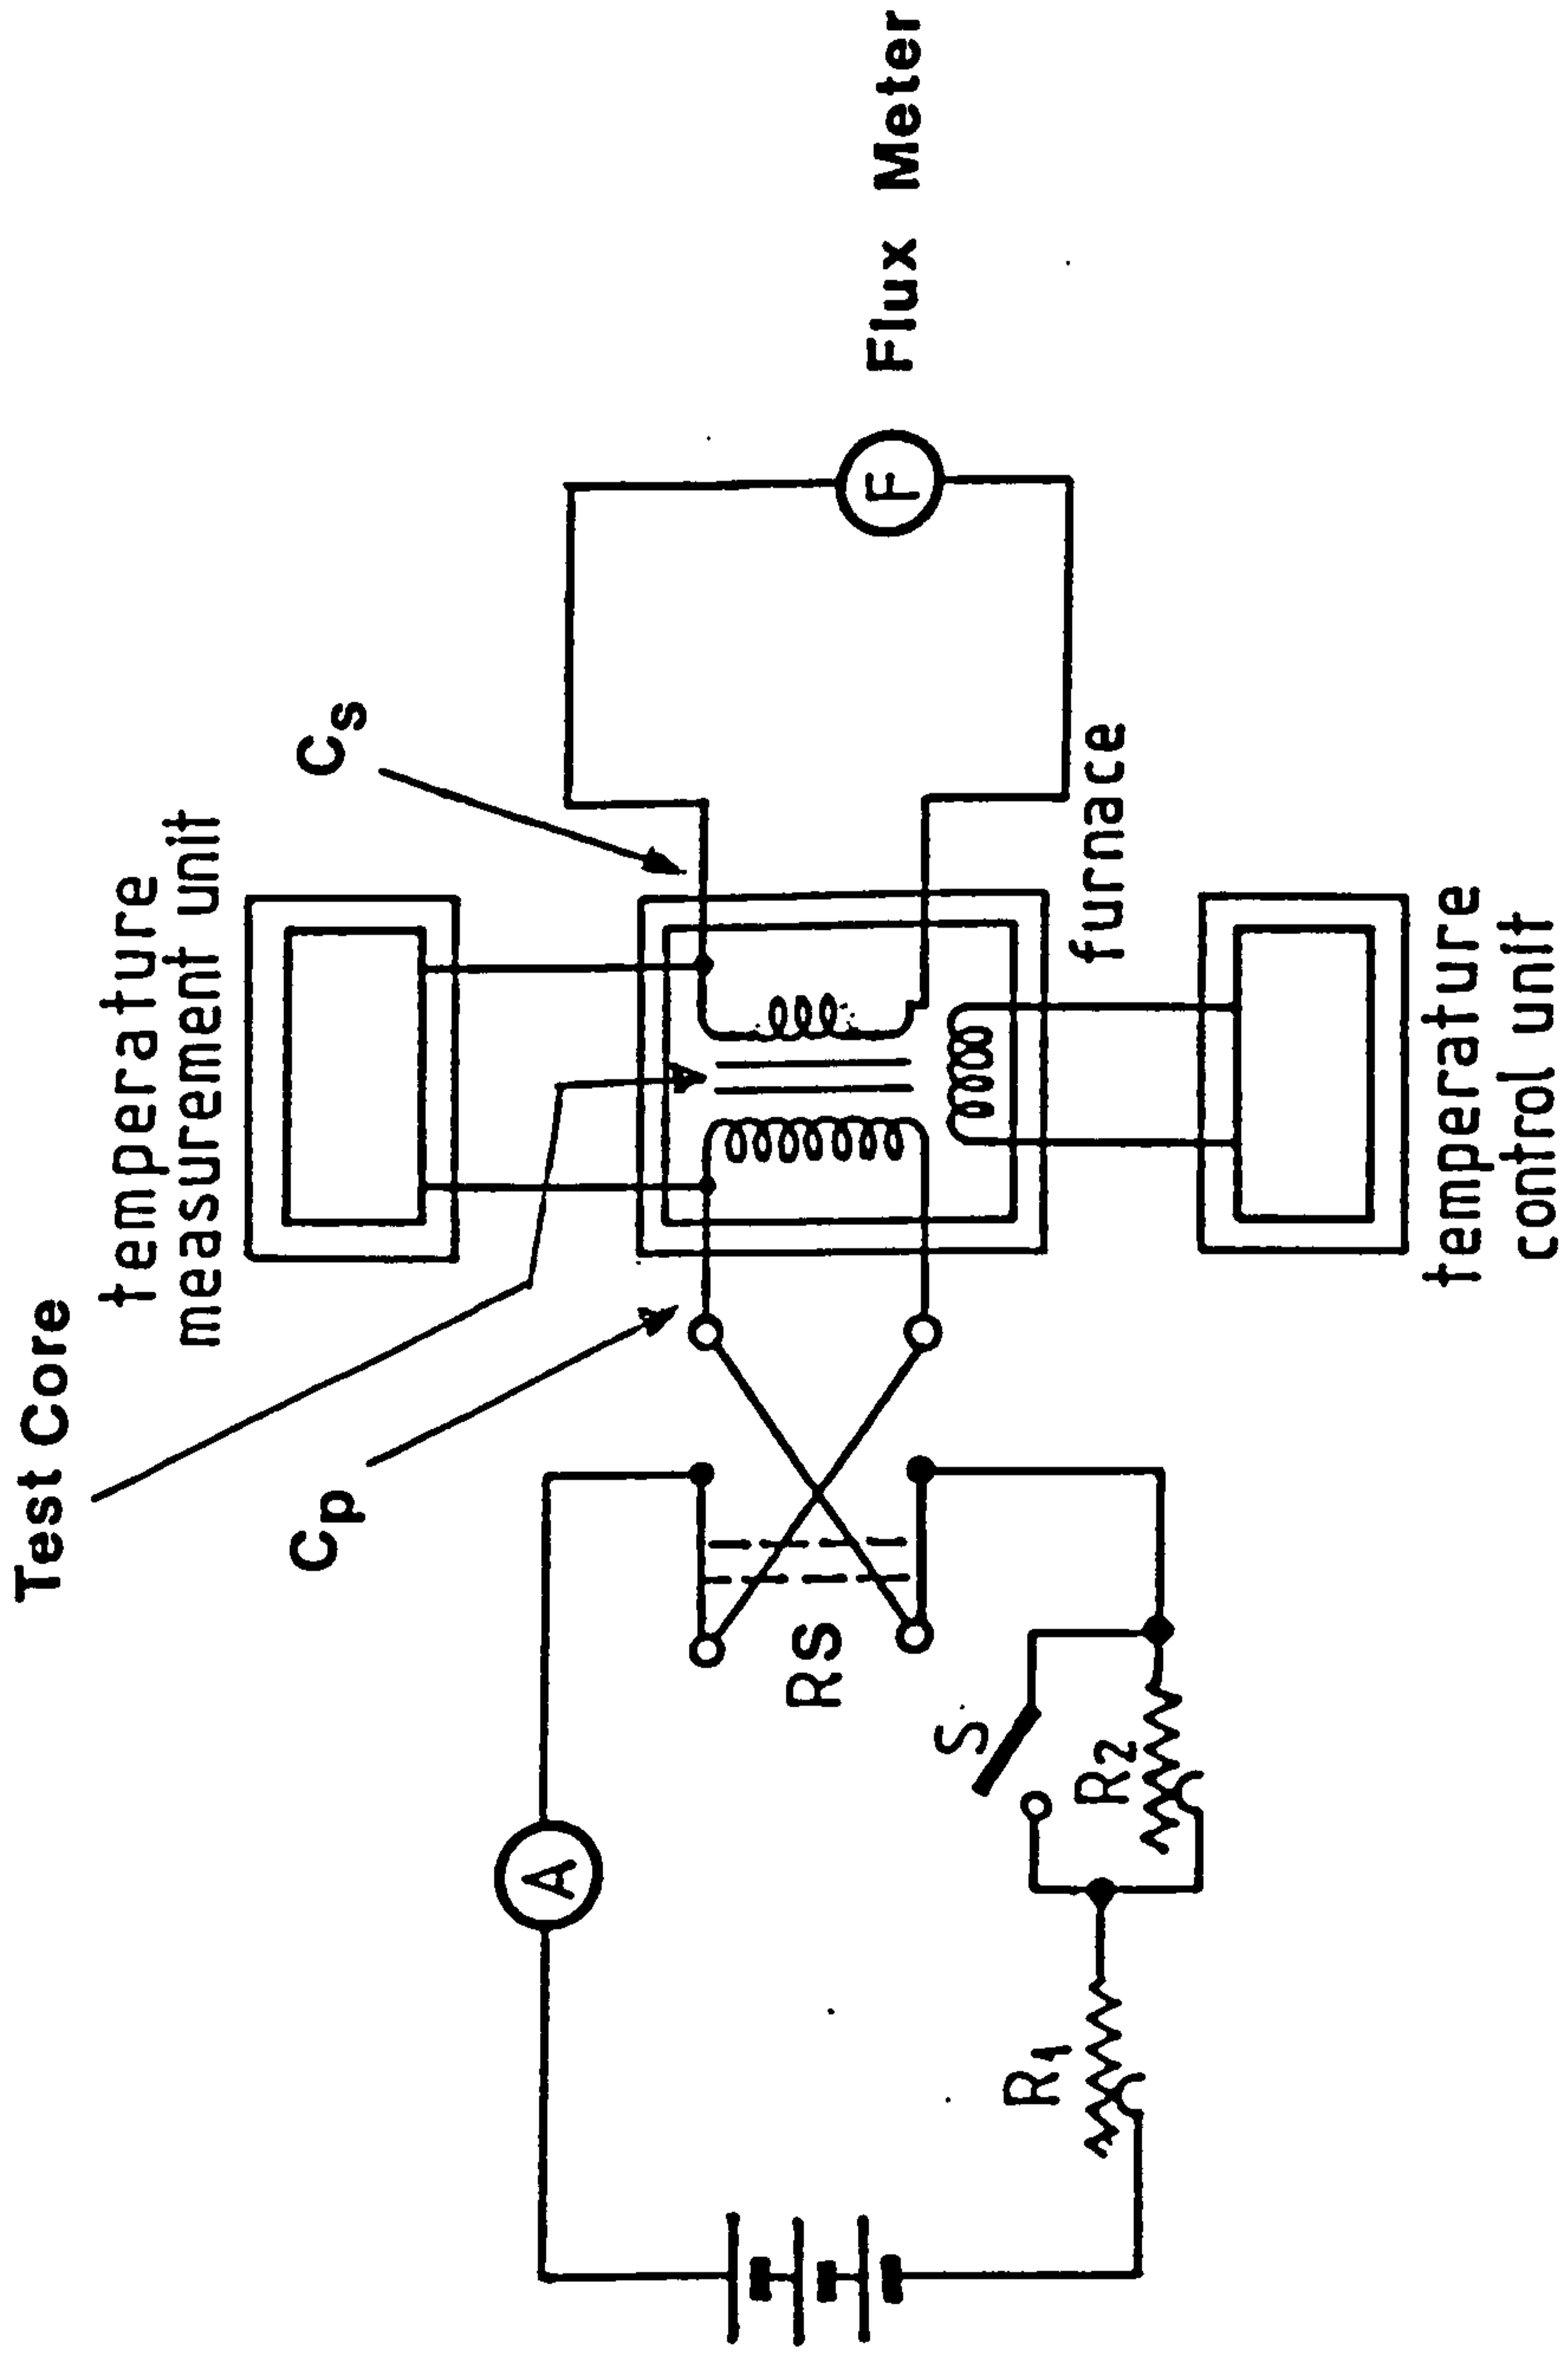 Test Core
temperature
measurement unit
Cp
Cs
A
RS
S
R2
R1
F
Flux Meter
furnace
temperature
control unit